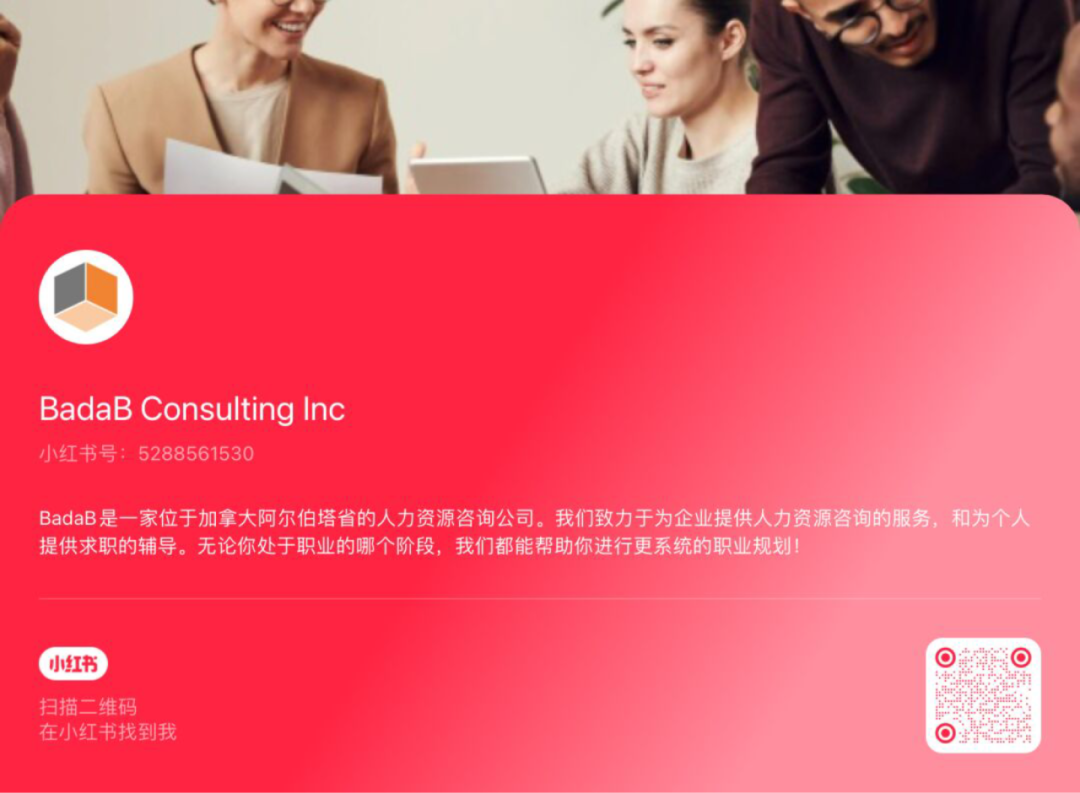 BadaB Consulting Inc
小红书号：5288561530
BadaB是一家位于加拿大阿尔伯塔省的人力资源咨询公司。我们致力于为企业提供人力资源咨询的服务，和为个人
提供求职的辅导。无论你处于职业的哪个阶段，我们都能帮助你进行更系统的职业规划！
小红书
扫描二维码
在小红书找到我